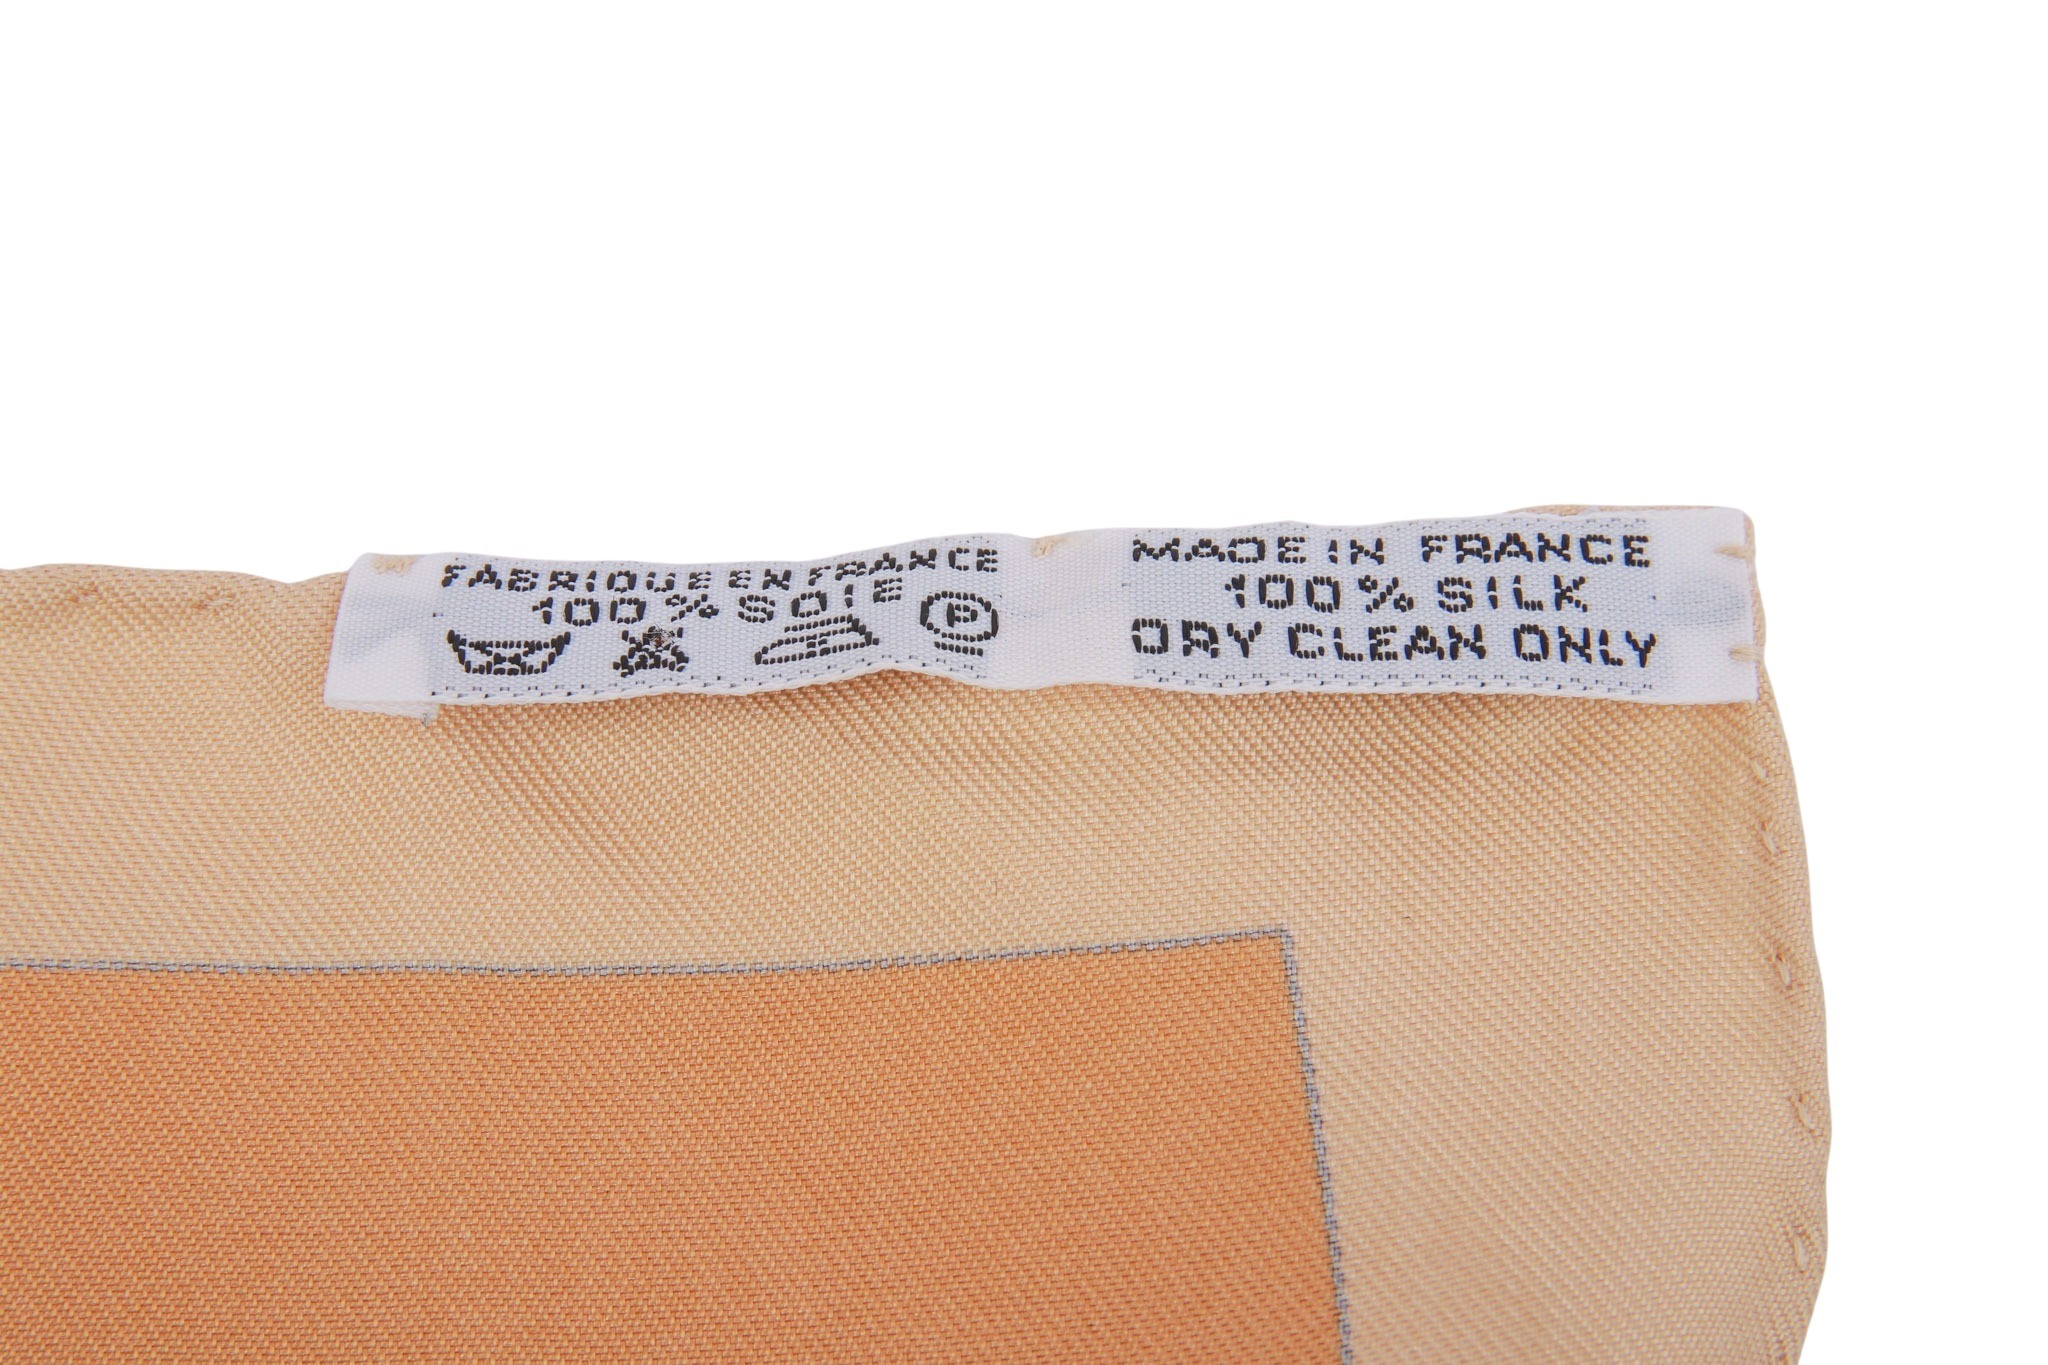 FABRIQUE EN FRANCE
100% SOIE
P
MADE IN FRANCE
100% SILK
DRY CLEAN ONLY